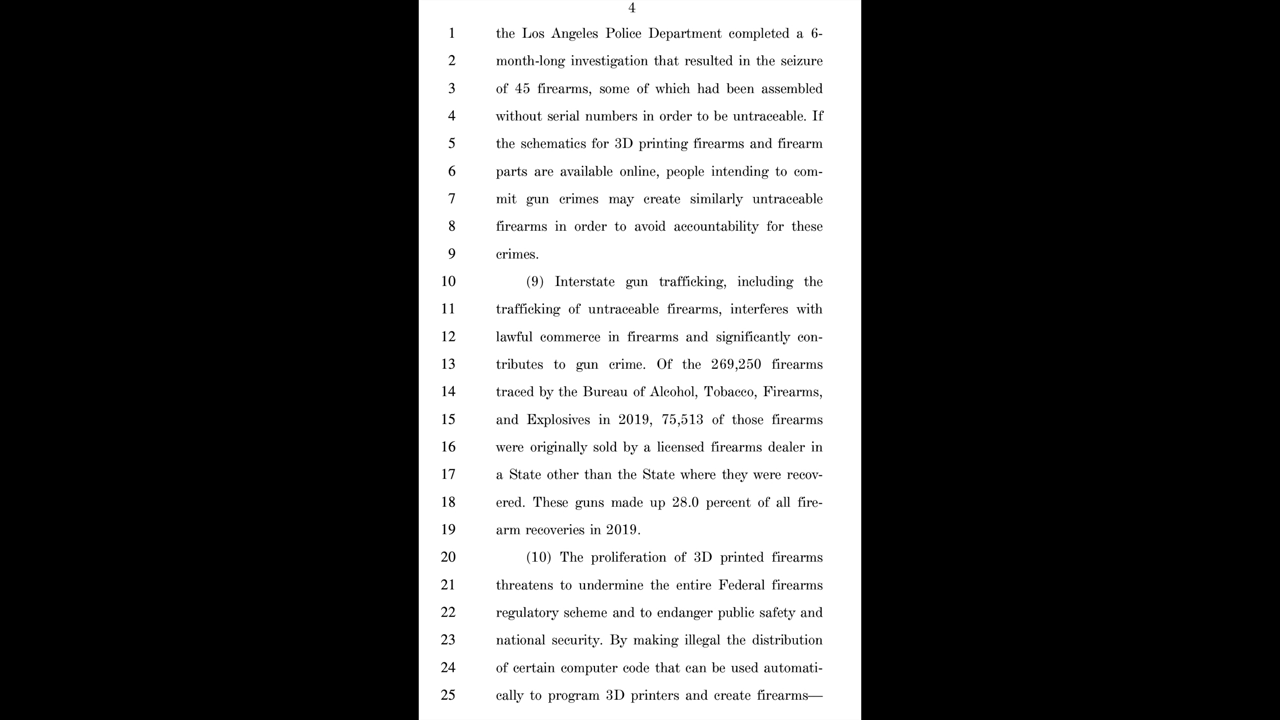 4
1 the Los Angeles Police Department completed a 6-
2 month-long investigation that resulted in the seizure
3 of 45 firearms, some of which had been assembled
4 without serial numbers in order to be untraceable. If
5 the schematics for 3D printing firearms and firearm
6 parts are available online, people intending to com-
7 mit gun crimes may create similarly untraceable
8 firearms in order to avoid accountability for these
9 crimes.
10 (9) Interstate gun trafficking, including the
11 trafficking of untraceable firearms, interferes with
12 lawful commerce in firearms and significantly con-
13 tributes to gun crime. Of the 269,250 firearms
14 traced by the Bureau of Alcohol, Tobacco, Firearms,
15 and Explosives in 2019, 75,513 of those firearms
16 were originally sold by a licensed firearms dealer in
17 a State other than the State where they were recov-
18 ered. These guns made up 28.0 percent of all fire-
19 arm recoveries in 2019.
20 (10) The proliferation of 3D printed firearms
21 threatens to undermine the entire Federal firearms
22 regulatory scheme and to endanger public safety and
23 national security. By making illegal the distribution
24 of certain computer code that can be used automati-
25 cally to program 3D printers and create firearms—